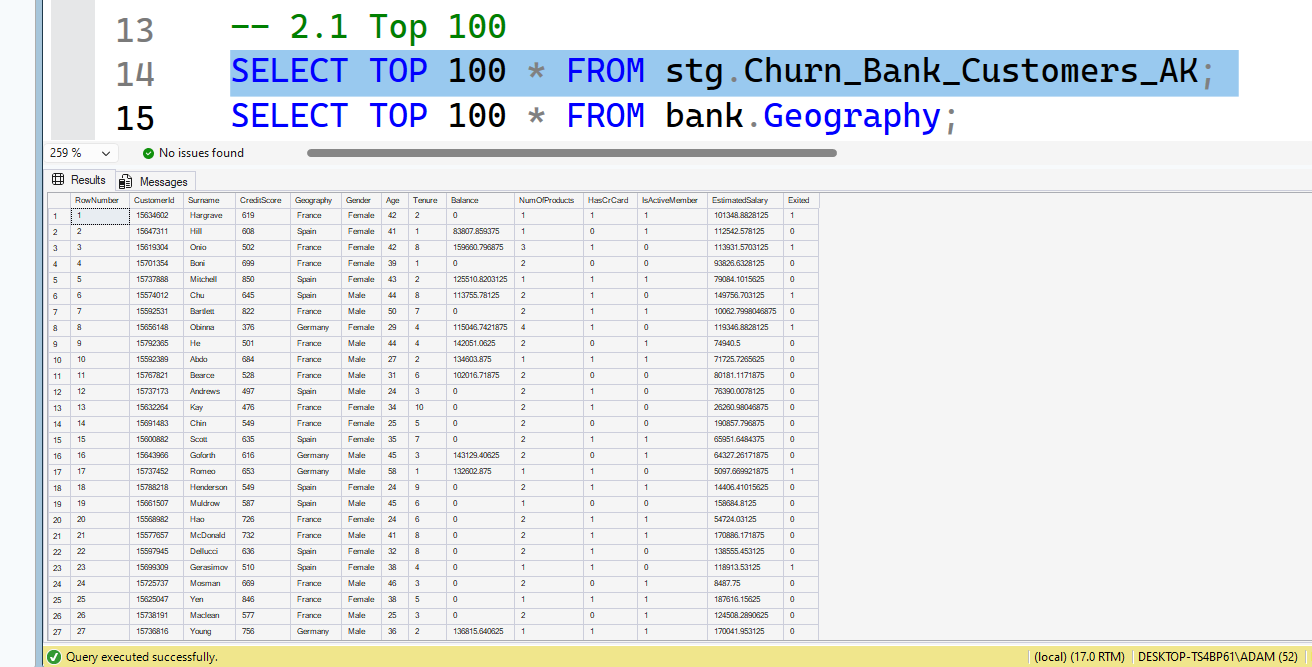 13 -- 2.1 Top 100
14 SELECT TOP 100 * FROM stg.Churn_Bank_Customers_AK;
15 SELECT TOP 100 * FROM bank.Geography;
259 % No issues found
Results Messages
RowNumber CustomerId Surname CreditScore Geography Gender Age Tenure Balance NumOfProducts HasCrCard IsActiveMember EstimatedSalary Exited
1 1 15634602 Hargrave 619 France Female 42 2 0 1 1 1 101348.8828125 1
2 2 15647311 Hill 608 Spain Female 41 1 83807.859375 1 0 1 112542.578125 0
3 3 15619304 Onio 502 France Female 42 8 159660.796875 3 1 0 113931.5703125 1
4 4 15701354 Boni 699 France Female 39 1 0 2 0 0 93826.6328125 0
5 5 15737888 Mitchell 850 Spain Female 43 2 125510.8203125 1 1 1 79084.1015625 0
6 6 15574012 Chu 645 Spain Male 44 8 113755.78125 2 1 0 149756.703125 1
7 7 15592531 Bartlett 822 France Male 50 7 0 2 1 1 10062.7998046875 0
8 8 15656148 Obinna 376 Germany Female 29 4 115046.7421875 4 1 0 119346.8828125 1
9 9 15792365 He 501 France Male 44 4 142051.0625 2 0 1 74940.5 0
10 10 15592389 Abdo 684 France Male 27 2 134603.875 1 1 1 71725.7265625 0
11 11 15767821 Bearce 528 France Male 31 6 102016.71875 2 0 0 80181.1171875 0
12 12 15737173 Andrews 497 Spain Male 24 3 0 2 1 0 76390.0078125 0
13 13 15632264 Kay 476 France Female 34 10 0 2 1 0 26260.98046875 0
14 14 15691483 Chin 549 France Female 25 5 0 2 0 0 190857.796875 0
15 15 15600882 Scott 635 Spain Female 35 7 0 2 1 1 65951.6484375 0
16 16 15643966 Goforth 616 Germany Male 45 3 143129.40625 2 0 1 64327.26171875 0
17 17 15737452 Romeo 653 Germany Male 58 1 132602.875 1 1 0 5097.669921875 1
18 18 15788218 Henderson 549 Spain Female 24 9 0 2 1 1 14406.41015625 0
19 19 15661507 Muldrow 587 Spain Male 45 6 0 1 0 0 158684.8125 0
20 20 15568982 Hao 726 France Female 24 6 0 2 1 1 54724.03125 0
21 21 15577657 McDonald 732 France Male 41 8 0 2 1 1 170886.171875 0
22 22 15597945 Dellucci 636 Spain Female 32 8 0 2 1 0 138555.453125 0
23 23 15699309 Gerasimov 510 Spain Female 38 4 0 1 1 0 118913.53125 1
24 24 15725737 Mosman 669 France Male 46 3 0 2 0 1 8487.75 0
25 25 15625047 Yen 846 France Female 38 5 0 1 1 1 187616.15625 0
26 26 15738191 Maclean 577 France Male 25 3 0 2 0 1 124508.2890625 0
27 27 15736816 Young 756 Germany Male 36 2 136815.640625 1 1 1 170041.953125 0
Query executed successfully. (local) (17.0 RTM) DESKTOP-TS4BP61\ADAM (52)